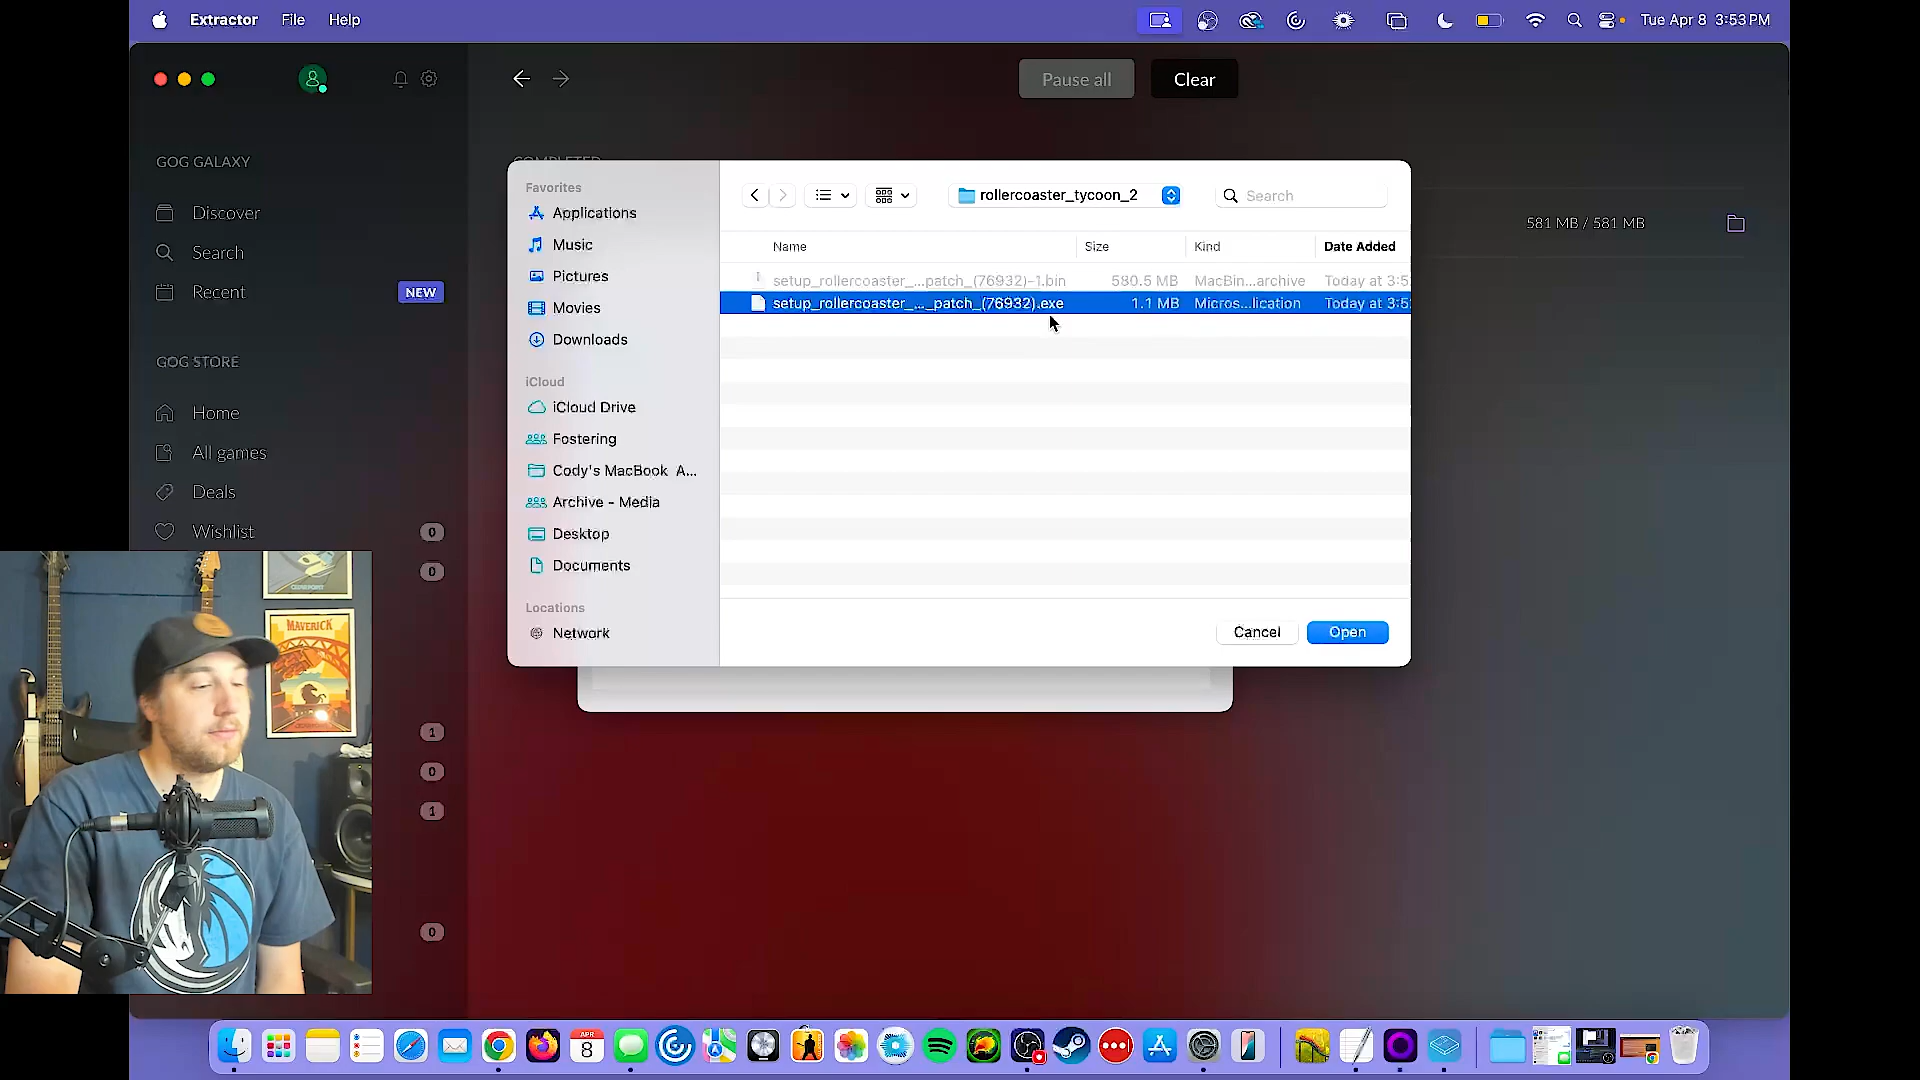 Extractor File Help Tue Apr 8 3:53 PM
Pause all Clear
GOG GALAXY
Discover
Search
Recent NEW
GOG STORE
Home
All games
Deals
Wishlist 0
0
1
0
1
0
COMPLETED
581 MB / 581 MB
Favorites
Applications
Music
Pictures
Movies
Downloads
iCloud
iCloud Drive
Fostering
Cody's MacBook A...
Archive - Media
Desktop
Documents
Locations
Network
rollercoaster_tycoon_2 Search
Name Size Kind Date Added
setup_rollercoaster_..._patch_(76932)-1.bin 580.5 MB MacBin...archive Today at 3:5
setup_rollercoaster_..._patch_(76932).exe 1.1 MB Micros...lication Today at 3:5
Cancel Open
MAVERICK
APR
8